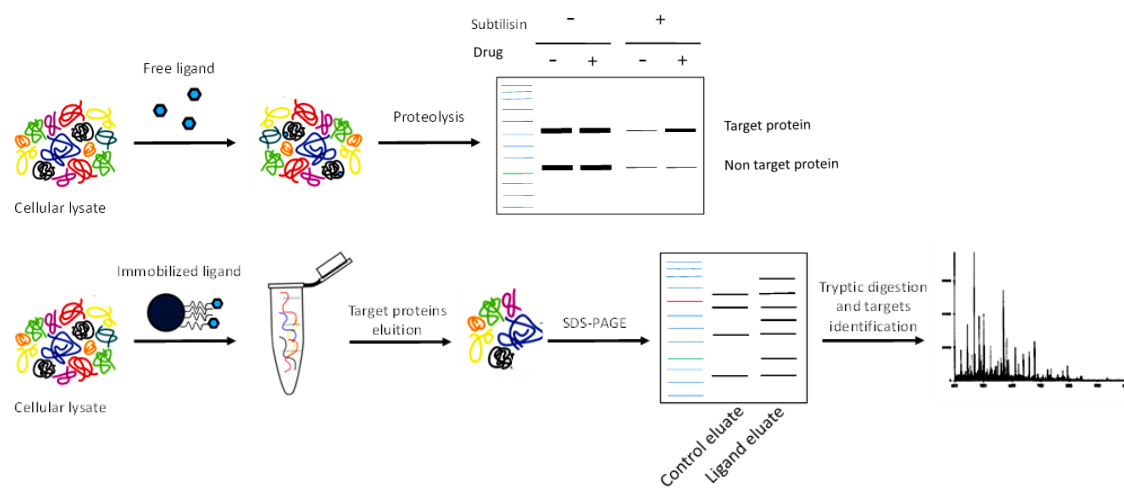 Subtilisin - +
Drug - + - +
Free ligand
Proteolysis
Target protein
Non target protein
Cellular lysate
Immobilized ligand
Target proteins
eluition
SDS-PAGE
Tryptic digestion
and targets
identification
Cellular lysate
Control eluate
Ligand eluate